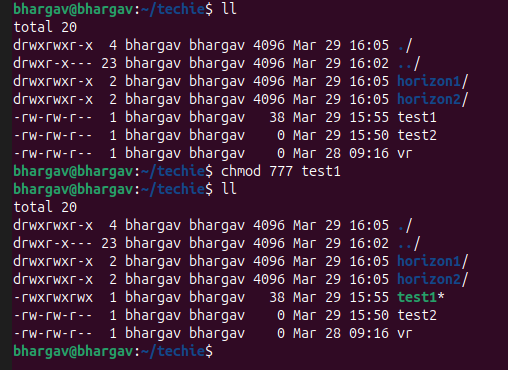 bhargav@bhargav:~/techie$ ll
total 20
drwxrwxr-x  4 bhargav bhargav 4096 Mar 29 16:05 ./
drwxr-x--- 23 bhargav bhargav 4096 Mar 29 16:02 ../
drwxrwxr-x  2 bhargav bhargav 4096 Mar 29 16:05 horizon1/
drwxrwxr-x  2 bhargav bhargav 4096 Mar 29 16:05 horizon2/
-rw-rw-r--  1 bhargav bhargav   38 Mar 29 15:55 test1
-rw-rw-r--  1 bhargav bhargav    0 Mar 29 15:50 test2
-rw-rw-r--  1 bhargav bhargav    0 Mar 28 09:16 vr
bhargav@bhargav:~/techie$ chmod 777 test1
bhargav@bhargav:~/techie$ ll
total 20
drwxrwxr-x  4 bhargav bhargav 4096 Mar 29 16:05 ./
drwxr-x--- 23 bhargav bhargav 4096 Mar 29 16:02 ../
drwxrwxr-x  2 bhargav bhargav 4096 Mar 29 16:05 horizon1/
drwxrwxr-x  2 bhargav bhargav 4096 Mar 29 16:05 horizon2/
-rwxrwxrwx  1 bhargav bhargav   38 Mar 29 15:55 test1*
-rw-rw-r--  1 bhargav bhargav    0 Mar 29 15:50 test2
-rw-rw-r--  1 bhargav bhargav    0 Mar 28 09:16 vr
bhargav@bhargav:~/techie$